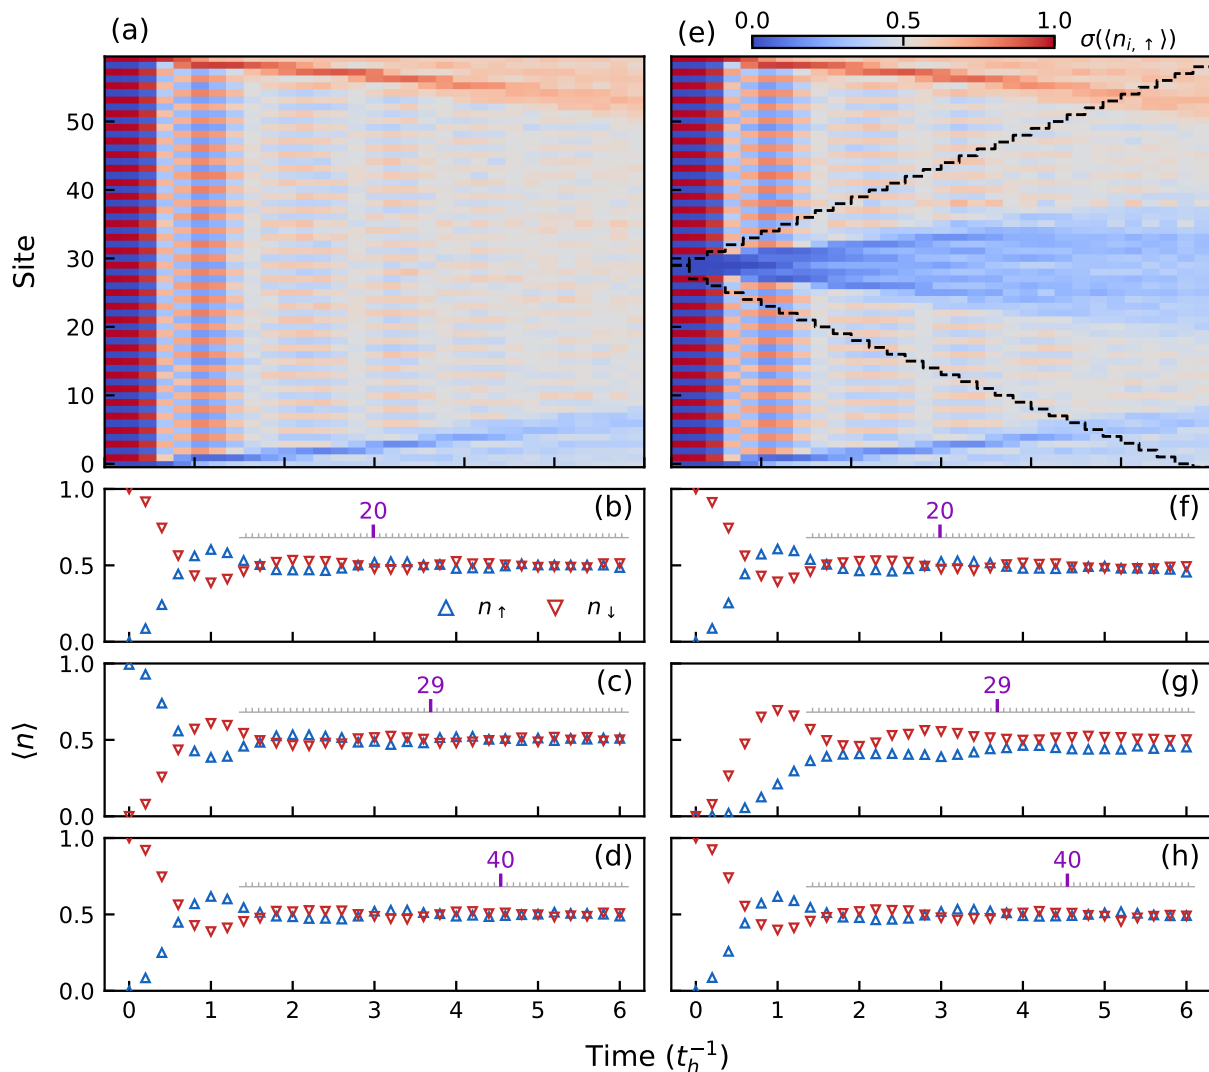 (a)
(e)
0.0 0.5 1.0
σ(⟨n_{i,↑}⟩)
Site
50
40
30
20
10
0
1.0
0.5
0.0
20
(b)
n_↑ n_↓
20
(f)
⟨n⟩
1.0
0.5
0.0
29
(c)
29
(g)
1.0
0.5
0.0
40
(d)
40
(h)
0 1 2 3 4 5 6
0 1 2 3 4 5 6
Time (t_h^{-1})